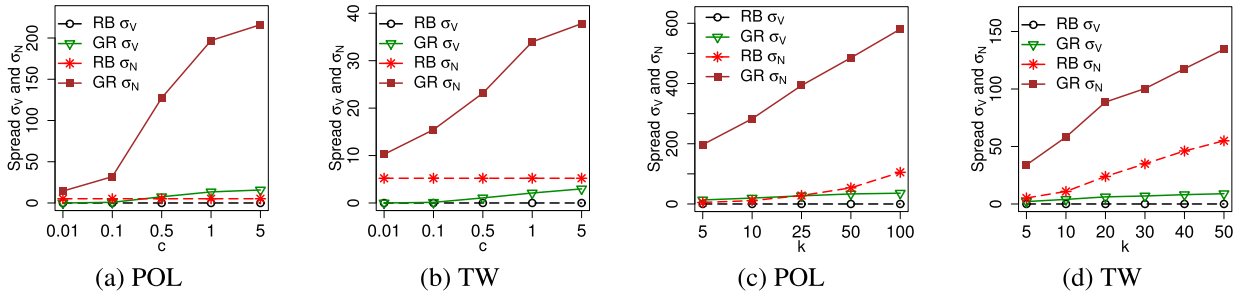 Spread σV and σN
0 50 100 150 200
RB σV
GR σV
RB σN
GR σN
0.01 0.1 0.5 1 5
c
(a) POL
Spread σV and σN
0 10 20 30 40
RB σV
GR σV
RB σN
GR σN
0.01 0.1 0.5 1 5
c
(b) TW
Spread σV and σN
0 200 400 600
RB σV
GR σV
RB σN
GR σN
5 10 25 50 100
k
(c) POL
Spread σV and σN
0 50 100 150
RB σV
GR σV
RB σN
GR σN
5 10 20 30 40 50
k
(d) TW